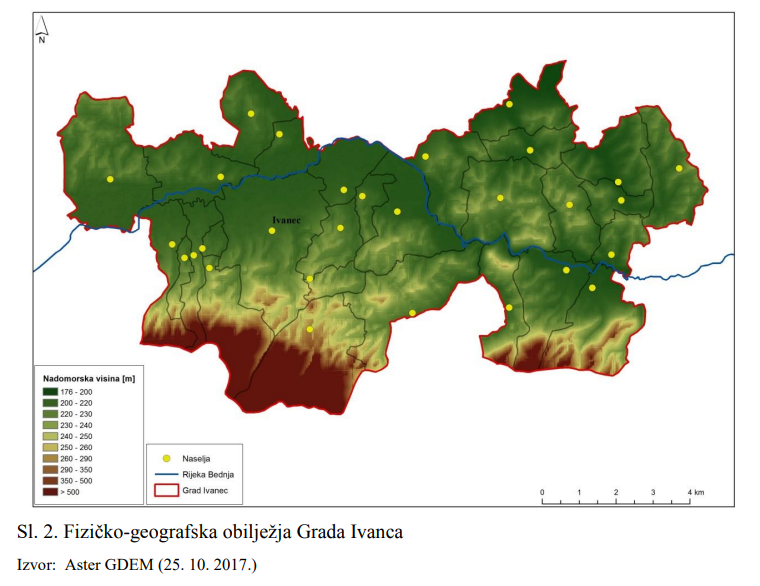 N
Ivanec
Nadomorska visina [m]
176 - 200
200 - 220
220 - 230
230 - 240
240 - 250
250 - 260
260 - 290
290 - 350
350 - 500
> 500
Naselja
Rijeka Bednja
Grad Ivanec
0 1 2 3 4 km
Sl. 2. Fizičko-geografska obilježja Grada Ivanca
Izvor: Aster GDEM (25. 10. 2017.)